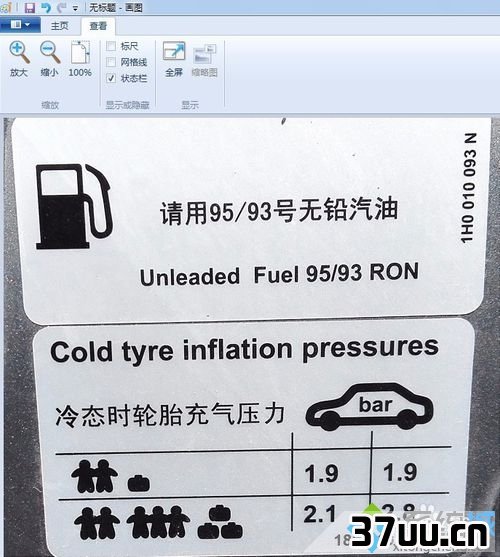 无标题 - 画图
主页 查看
放大 缩小 100%
标尺
网格线
状态栏
全屏 缩略图
缩放 显示或隐藏 显示
1H0 010 093 N
请用95/93号无铅汽油
Unleaded Fuel 95/93 RON
Cold tyre inflation pressures
冷态时轮胎充气压力
bar
1.9 1.9
2.1 2.8
18
37uu.cn